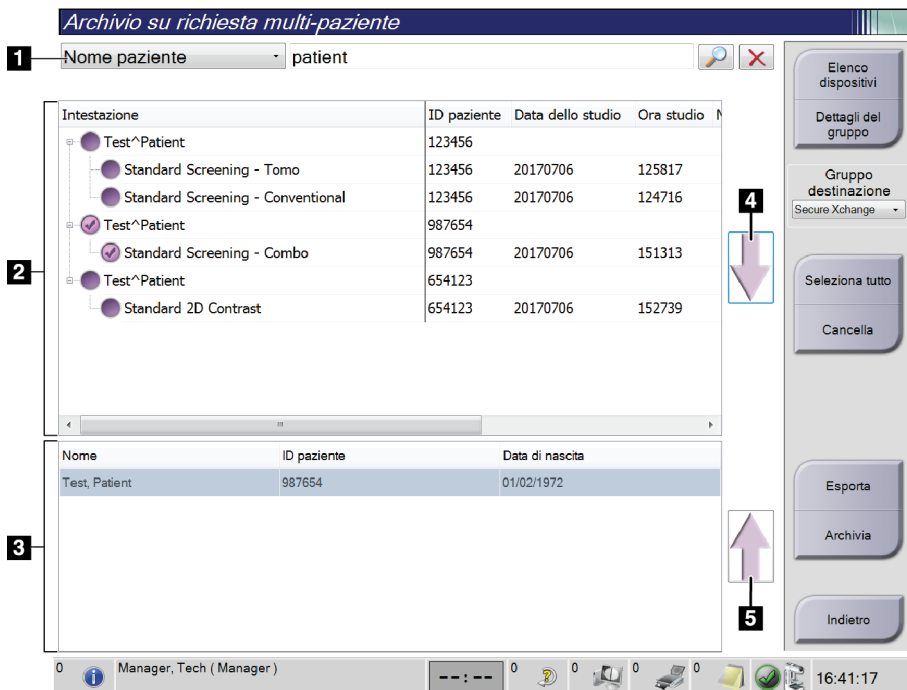 Archivio su richiesta multi-paziente
1
Nome paziente
patient
Elenco dispositivi
Dettagli del gruppo
Gruppo destinazione
Secure Xchange
Seleziona tutto
Cancella
Esporta
Archivia
Indietro
2
Intestazione ID paziente Data dello studio Ora studio N
Test^Patient 123456
Standard Screening - Tomo 123456 20170706 125817
Standard Screening - Conventional 123456 20170706 124716
Test^Patient 987654
Standard Screening - Combo 987654 20170706 151313
Test^Patient 654123
Standard 2D Contrast 654123 20170706 152739
4
3
Nome ID paziente Data di nascita
Test, Patient 987654 01/02/1972
5
0 Manager, Tech ( Manager ) --:-- 0 0 0 0 16:41:17